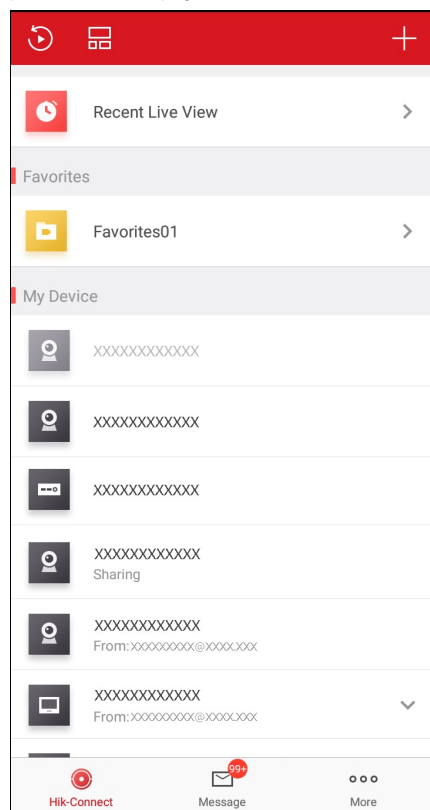 Recent Live View
Favorites
Favorites01
My Device
XXXXXXXXXXXX
XXXXXXXXXXXX
XXXXXXXXXXXX
XXXXXXXXXXXX
Sharing
XXXXXXXXXXXX
From:XXXXXXXXX@XXXX.XXX
XXXXXXXXXXXX
From:XXXXXXXXX@XXXX.XXX
99+
Hik-Connect
Message
More